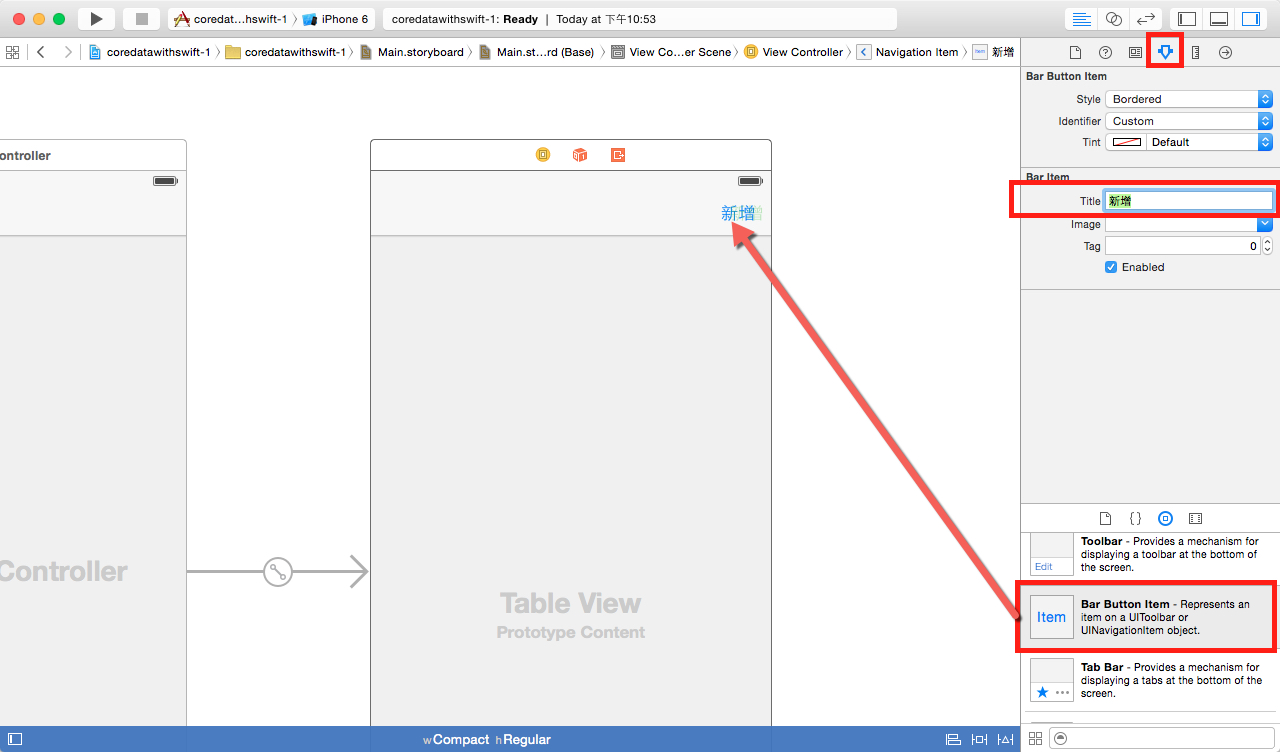 coredat...hswift-1 〉 iPhone 6
coredatawithswift-1: Ready | Today at 下午10:53
coredatawithswift-1 〉 coredatawithswift-1 〉 Main.storyboard 〉 Main.st...rd (Base) 〉 View Co...er Scene 〉 View Controller 〉 Navigation Item 〉 新增
Bar Button Item
Style Bordered
Identifier Custom
Tint Default
Bar Item
Title 新增
Image
Tag 0
Enabled
ontroller
新增
Controller
Table View
Prototype Content
Edit
Toolbar - Provides a mechanism for
displaying a toolbar at the bottom of
the screen.
Item
Bar Button Item - Represents an
item on a UIToolbar or
UINavigationItem object.
Tab Bar - Provides a mechanism for
displaying a tabs at the bottom of the
screen.
wCompact hRegular